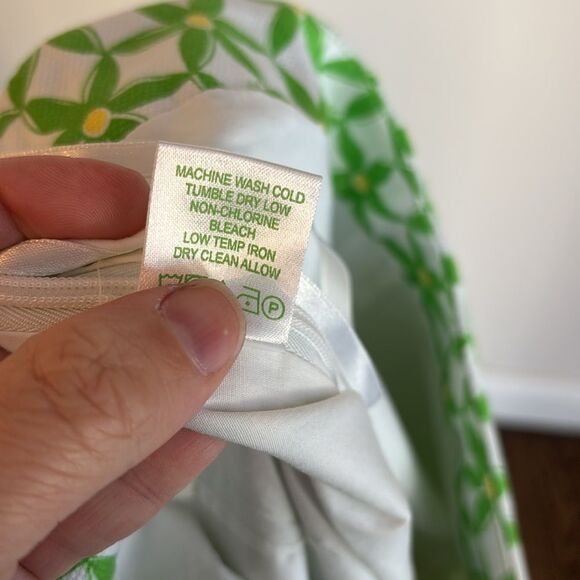 MACHINE WASH COLD
TUMBLE DRY LOW
NON-CHLORINE
BLEACH
LOW TEMP IRON
DRY CLEAN ALLOW
P